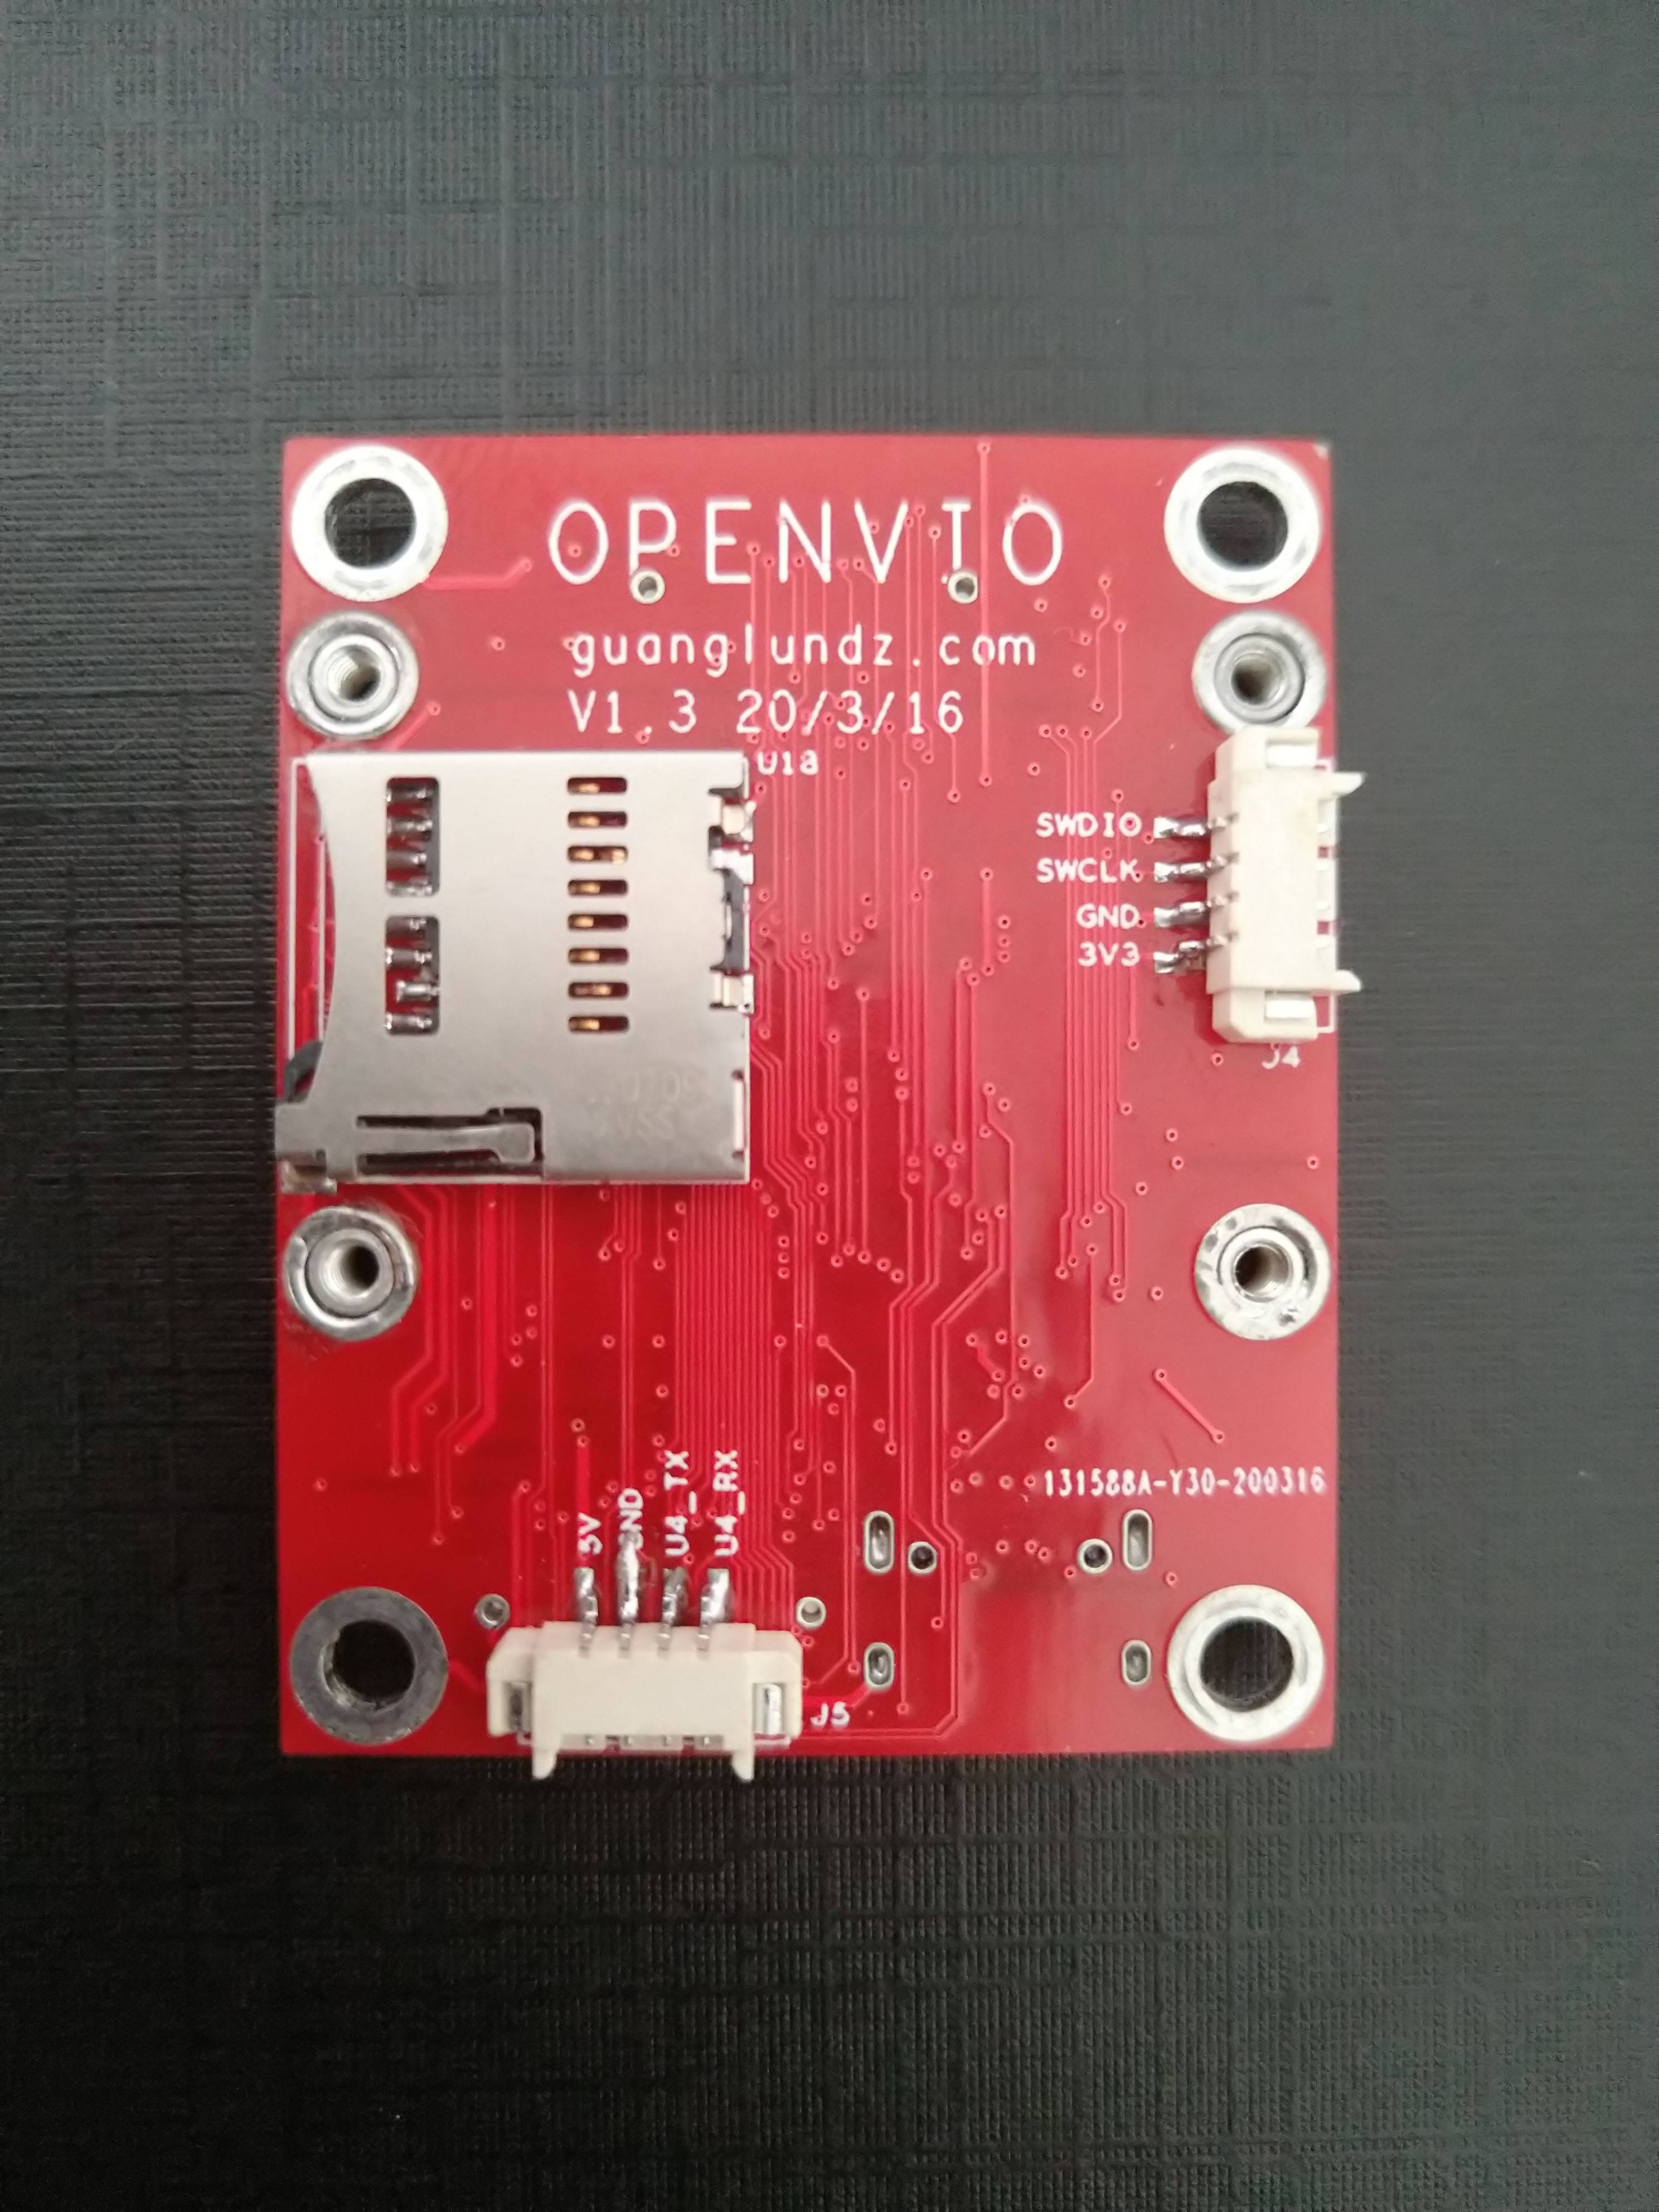 OPENVIO
guanglundz.com
V1.3 20/3/16
U18
SWDIO
SWCLK
GND
3V3
J4
131588A-Y30-200316
5V
GND
U4_TX
U4_RX
J5